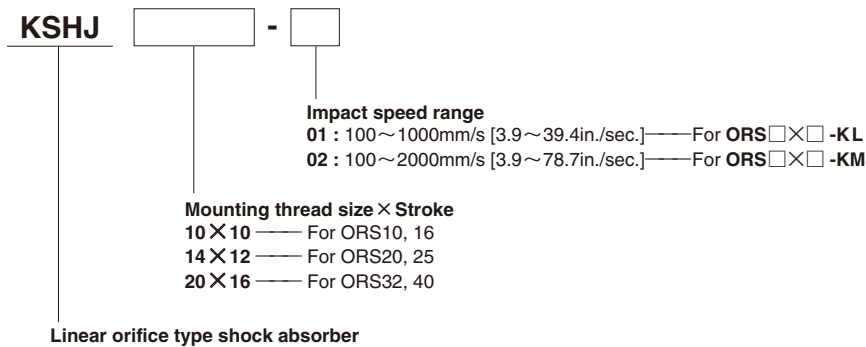 KSHJ □ - □
Impact speed range
01 : 100～1000mm/s [3.9～39.4in./sec.]——For ORS□×□ -KL
02 : 100～2000mm/s [3.9～78.7in./sec.]——For ORS□×□ -KM
Mounting thread size×Stroke
10×10 —— For ORS10, 16
14×12 —— For ORS20, 25
20×16 —— For ORS32, 40
Linear orifice type shock absorber